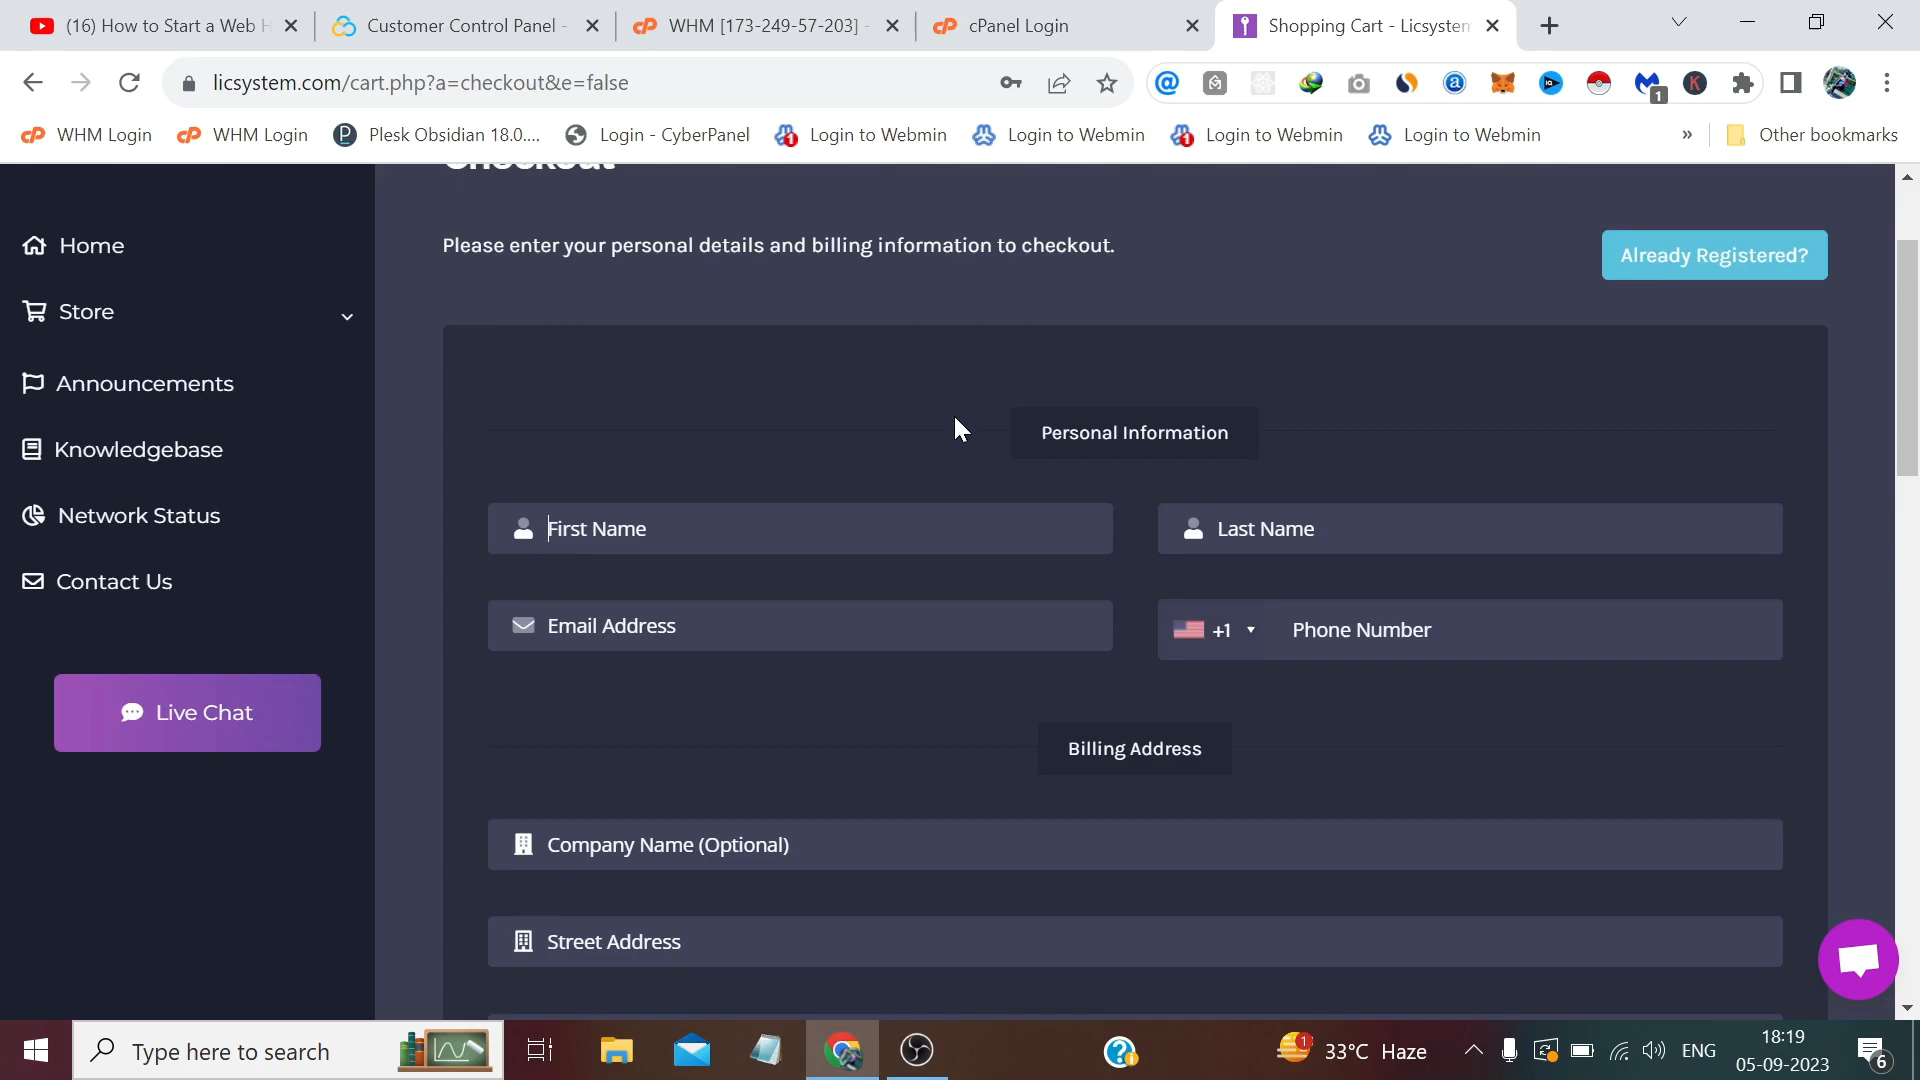 (16) How to Start a Web H
Customer Control Panel -
WHM [173-249-57-203] -
cPanel Login
Shopping Cart - Licsystem
licsystem.com/cart.php?a=checkout&e=false
1
WHM Login
WHM Login
Plesk Obsidian 18.0....
Login - CyberPanel
Login to Webmin
Login to Webmin
Login to Webmin
Login to Webmin
»
Other bookmarks
Checkout
Home
Store
Announcements
Knowledgebase
Network Status
Contact Us
Live Chat
Please enter your personal details and billing information to checkout.
Already Registered?
Personal Information
First Name
Last Name
Email Address
+1
Phone Number
Billing Address
Company Name (Optional)
Street Address
Type here to search
1
33°C Haze
ENG
18:19
05-09-2023
6